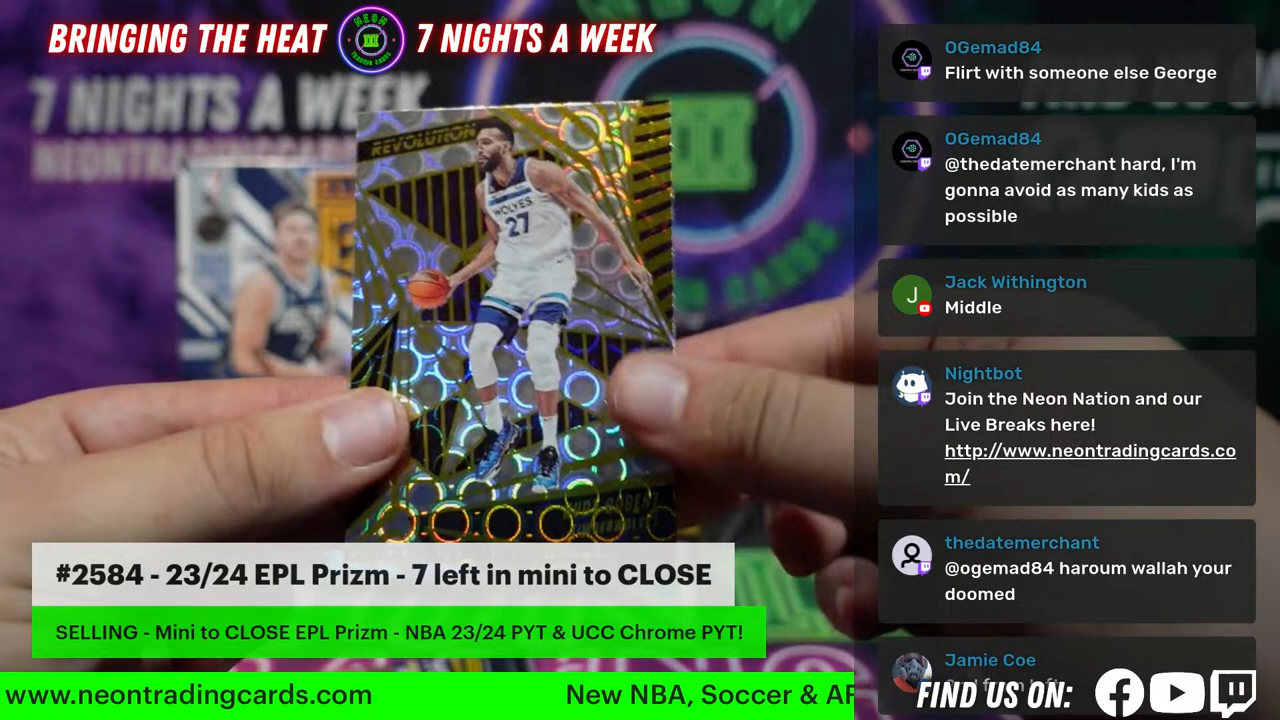 BRINGING THE HEAT
NEON
III
TRADING CARDS
7 NIGHTS A WEEK
7 NIGHTS A WEEK
REVOLUTION
WOLVES
27
OGemad84
Flirt with someone else George
OGemad84
@thedatemerchant hard, I'm
gonna avoid as many kids as
possible
Jack Withington
J
Middle
Nightbot
Join the Neon Nation and our
Live Breaks here!
http://www.neontradingcards.co
m/
thedatemerchant
@ogemad84 haroum wallah your
doomed
Jamie Coe
#2584 - 23/24 EPL Prizm - 7 left in mini to CLOSE
SELLING - Mini to CLOSE EPL Prizm - NBA 23/24 PYT & UCC Chrome PYT!
www.neontradingcards.com
New NBA, Soccer & AF
FIND US ON: